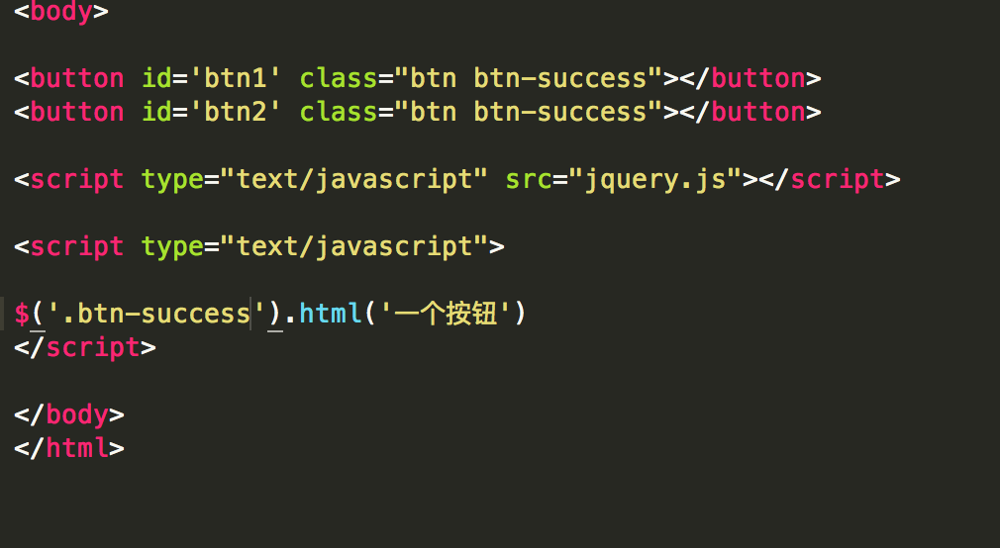 <body>
<button id='btn1' class="btn btn-success"></button>
<button id='btn2' class="btn btn-success"></button>
<script type="text/javascript" src="jquery.js"></script>
<script type="text/javascript">
$('.btn-success').html('一个按钮')
</script>
</body>
</html>